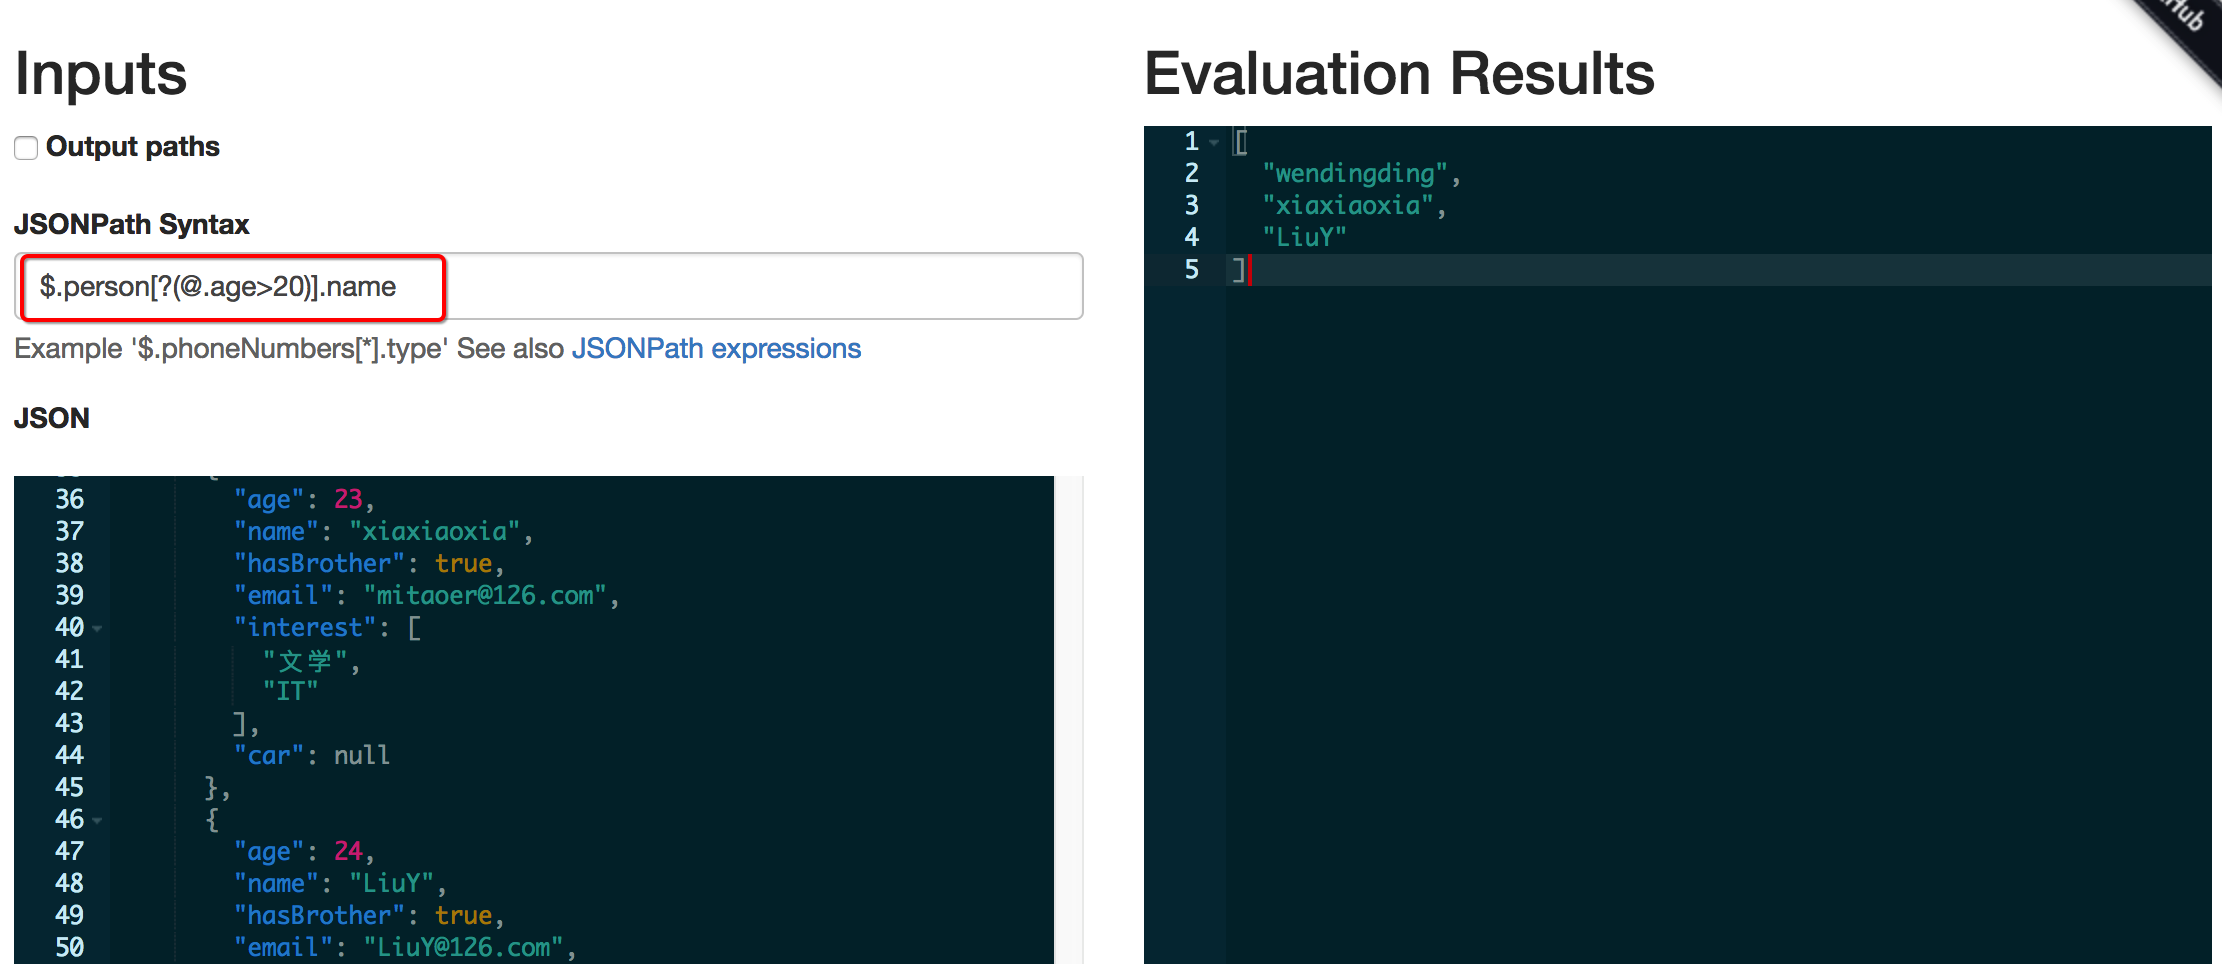 Inputs
Output paths
JSONPath Syntax
$.person[?(@.age>20)].name
Example '$.phoneNumbers[*].type' See also JSONPath expressions
JSON
36 "age": 23,
37 "name": "xiaxiaoxia",
38 "hasBrother": true,
39 "email": "mitaoer@126.com",
40 "interest": [
41 "文学",
42 "IT"
43 ],
44 "car": null
45 },
46 {
47 "age": 24,
48 "name": "LiuY",
49 "hasBrother": true,
50 "email": "LiuY@126.com",
Evaluation Results
1 [
2 "wendingding",
3 "xiaxiaoxia",
4 "LiuY"
5 ]